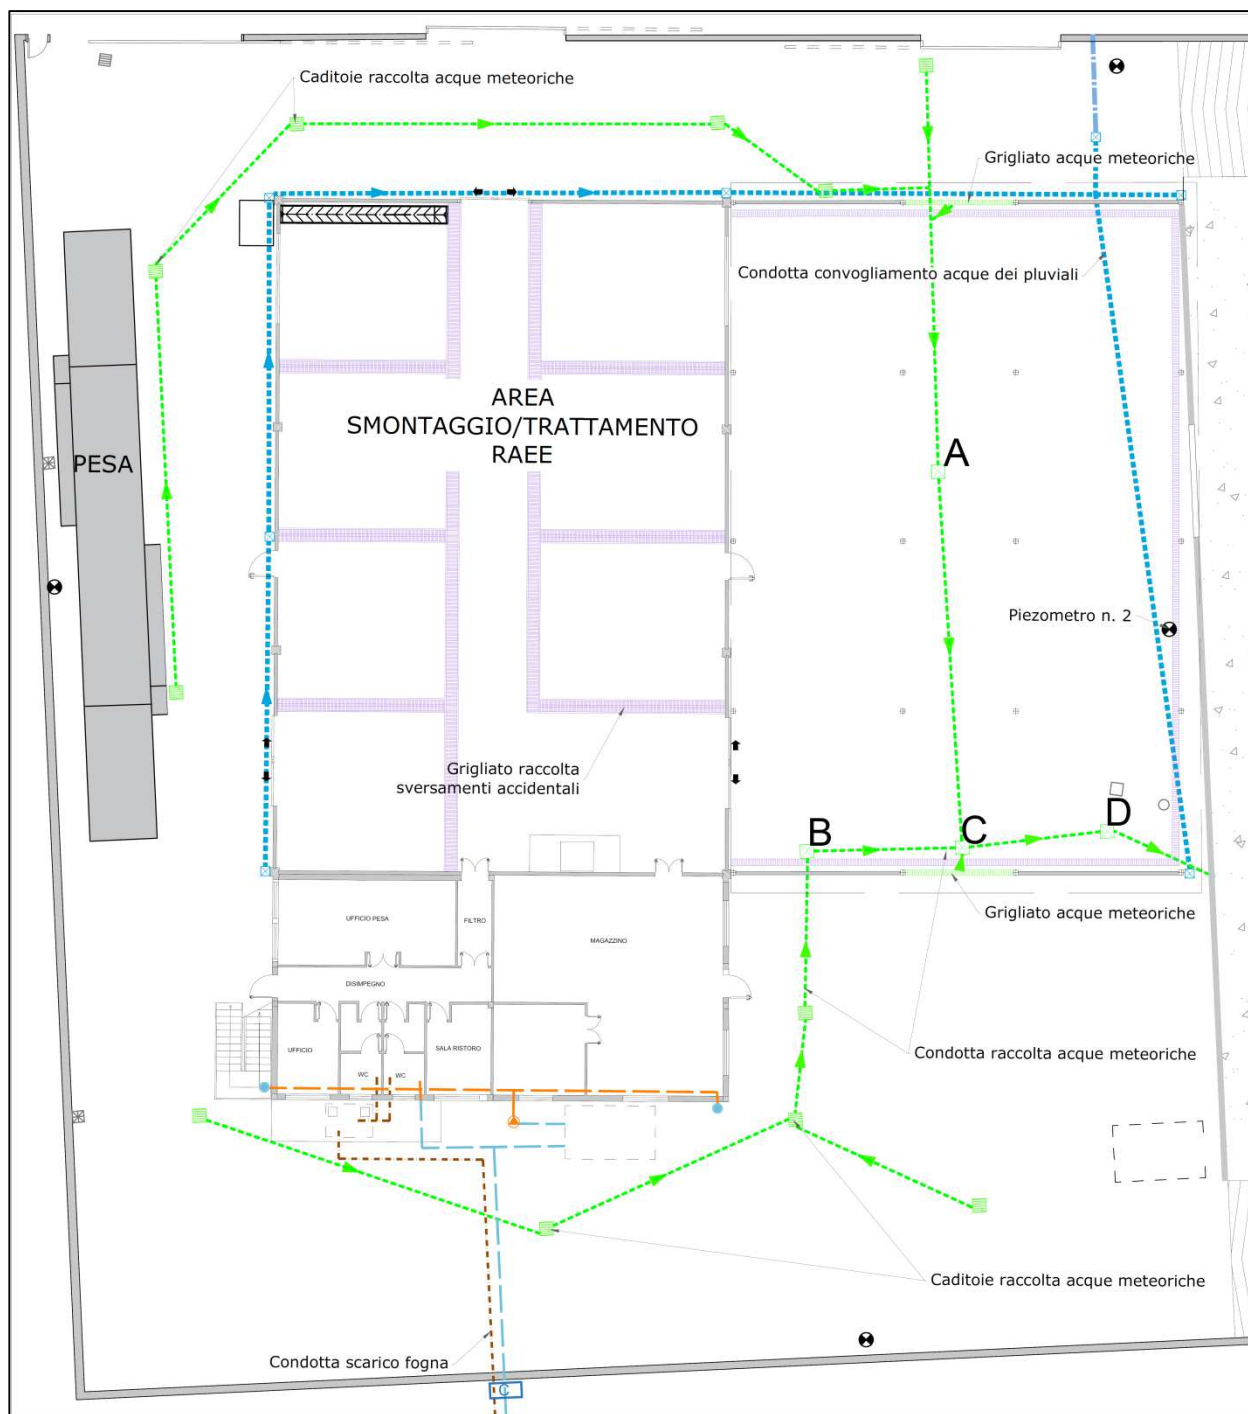 Caditoie raccolta acque meteoriche
Grigliato acque meteoriche
Condotta convogliamento acque dei pluviali
AREA
SMONTAGGIO/TRATTAMENTO
RAEE
PESA
A
Piezometro n. 2
Grigliato raccolta
sversamenti accidentali
B
C
D
UFFICIO PESA
FILTRO
MAGAZZINO
Grigliato acque meteoriche
DISIMPEGNO
UFFICIO
WC
WC
SALA RISTORO
Condotta raccolta acque meteoriche
Caditoie raccolta acque meteoriche
Condotta scarico fogna
C